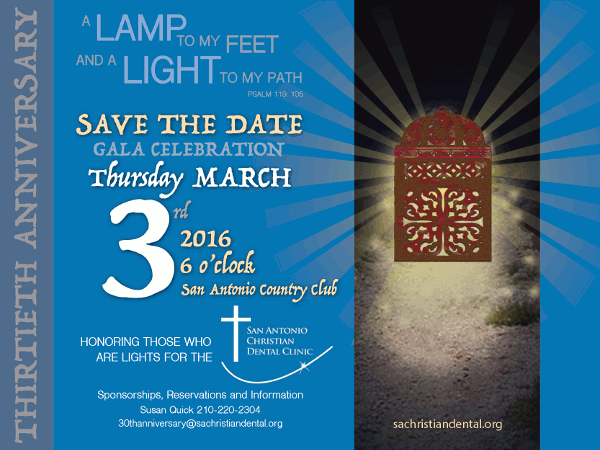 THIRTIETH ANNIVERSARY
A LAMP TO MY FEET
AND A LIGHT TO MY PATH
PSALM 119: 105
SAVE THE DATE
GALA CELEBRATION
Thursday MARCH
3rd
2016
6 o'clock
San Antonio Country Club
HONORING THOSE WHO
ARE LIGHTS FOR THE
SAN ANTONIO
CHRISTIAN
DENTAL CLINIC
Sponsorships, Reservations and Information
Susan Quick 210-220-2304
30thanniversary@sachristiandental.org
sachristiandental.org